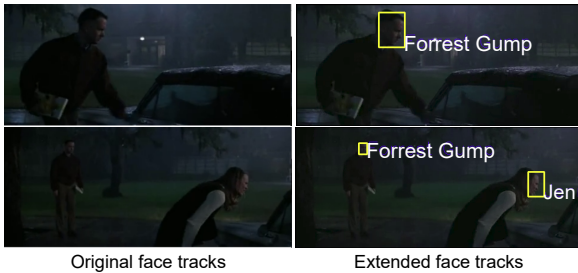 Forrest Gump
Forrest Gump
Jen
Original face tracks
Extended face tracks